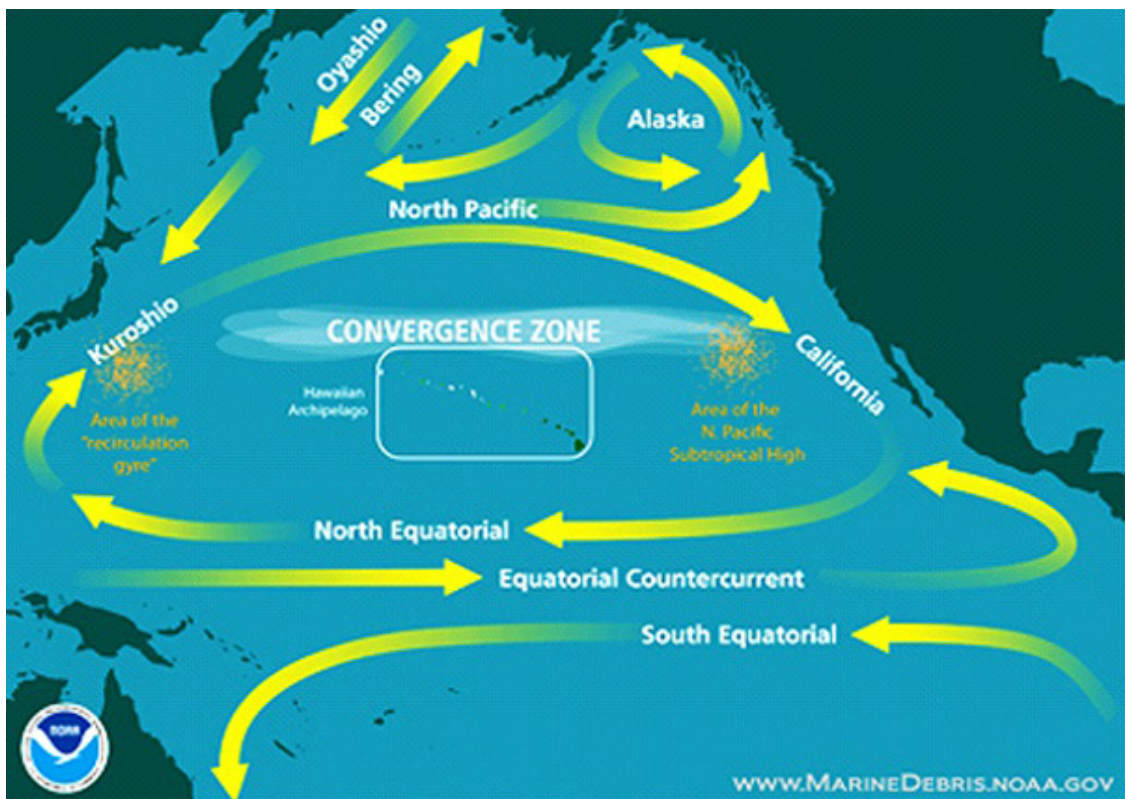 Oyashio
Bering
Alaska
North Pacific
Kuroshio
CONVERGENCE ZONE
California
Hawaiian
Archipelago
Area of the
"recirculation
gyre"
Area of the
N. Pacific
Subtropical High
North Equatorial
Equatorial Countercurrent
South Equatorial
NOAA
WWW.MARINEDEBRIS.NOAA.GOV